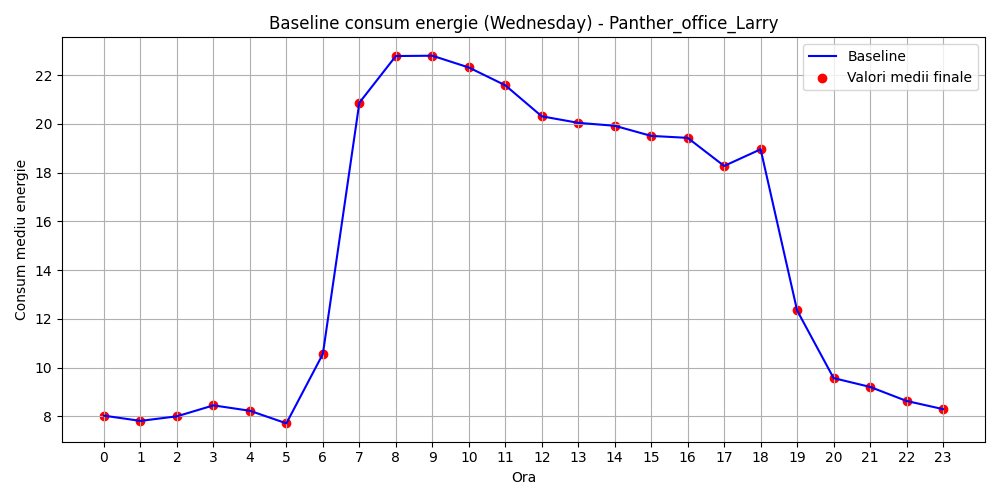 Baseline consum energie (Wednesday) - Panther_office_Larry
Baseline
Valori medii finale
Consum mediu energie
22
20
18
16
14
12
10
8
0 1 2 3 4 5 6 7 8 9 10 11 12 13 14 15 16 17 18 19 20 21 22 23
Ora